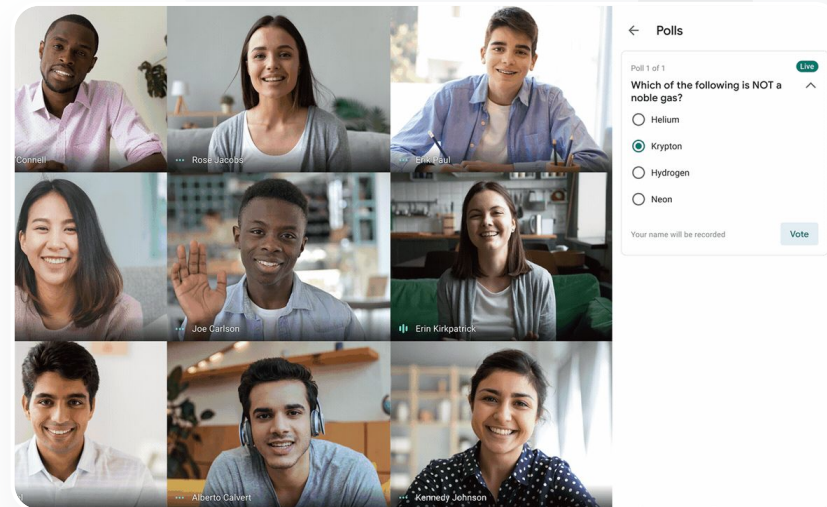 Connell
Rose Jacobs
Erik Paul
Joe Carlson
Erin Kirkpatrick
Alberto Calvert
Kennedy Johnson
Polls
Poll 1 of 1
Live
Which of the following is NOT a
noble gas?
Helium
Krypton
Hydrogen
Neon
Your name will be recorded
Vote